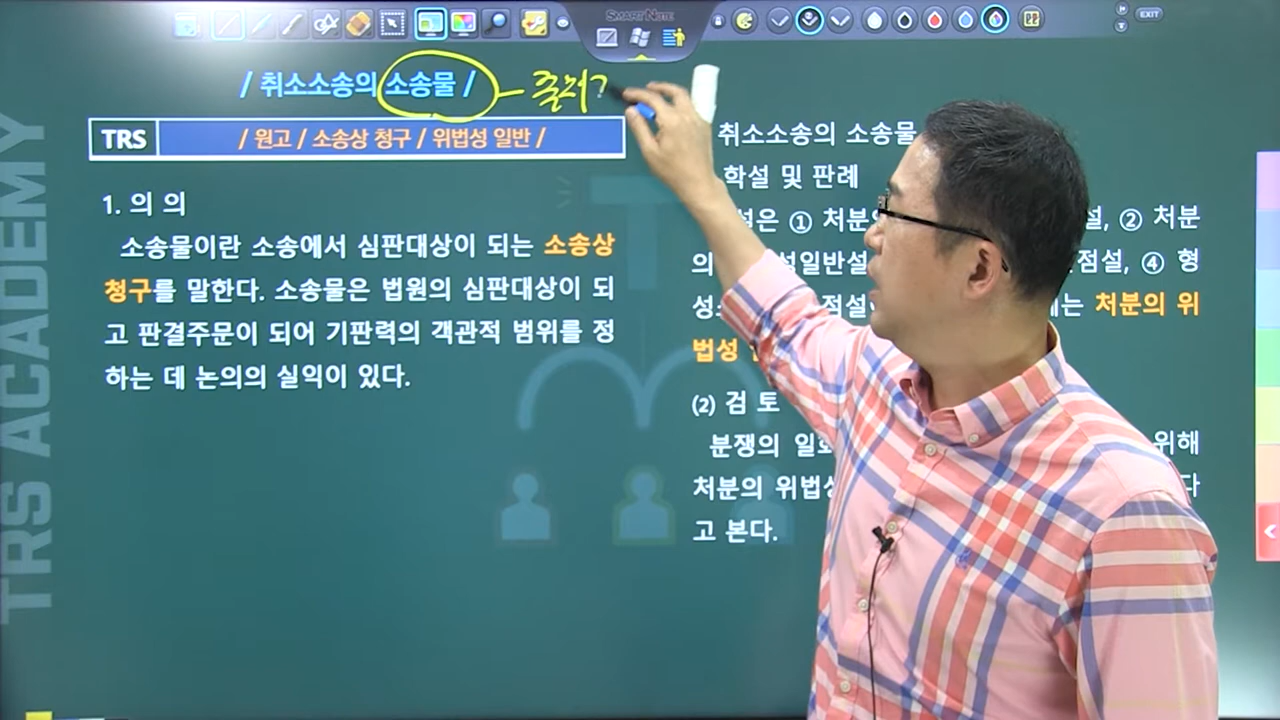 SMART NOTE
EXIT
/ 취소소송의 소송물 /
TRS / 원고 / 소송상 청구 / 위법성 일반 /
1. 의 의
소송물이란 소송에서 심판대상이 되는 소송상
청구를 말한다. 소송물은 법원의 심판대상이 되
고 판결주문이 되어 기판력의 객관적 범위를 정
하는 데 논의의 실익이 있다.
취소소송의 소송물
학설 및 판례
설은 ① 처분 설, ② 처분
의 성일반설 점설, ④ 형
성 점설 는 처분의 위
법성
(2) 검 토
분쟁의 일 위해
처분의 위법 다
고 본다.
TRS ACADEMY